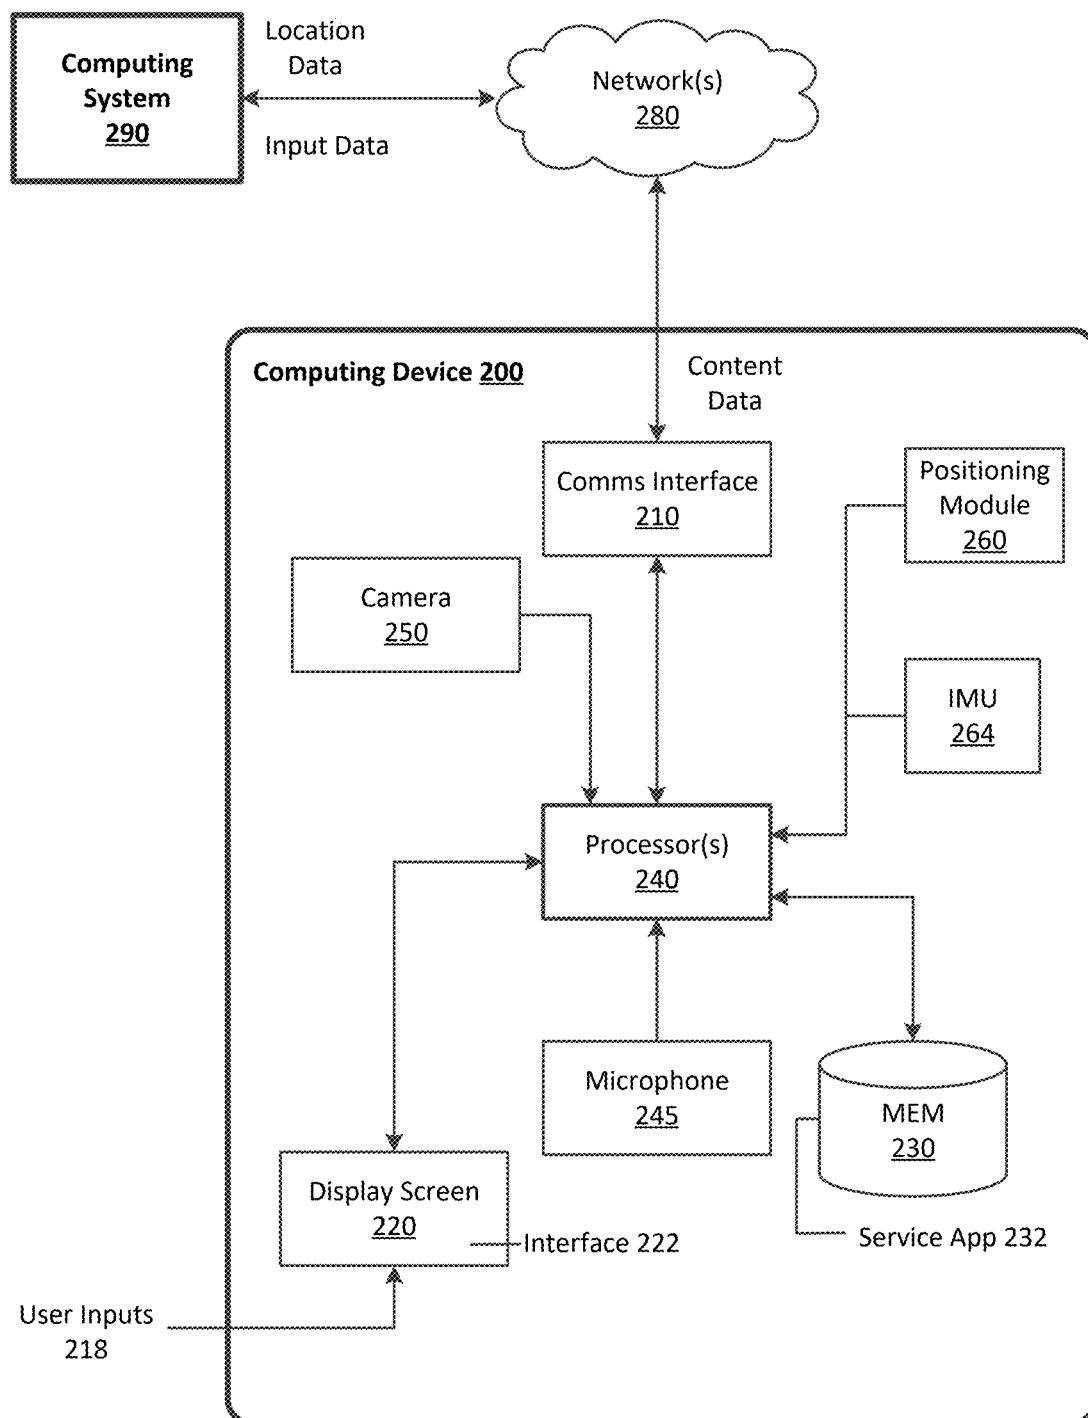 Computing
System
290
Location
Data
Input Data
Network(s)
280
Computing Device 200
Content
Data
Comms Interface
210
Positioning
Module
260
Camera
250
IMU
264
Processor(s)
240
Microphone
245
MEM
230
Display Screen
220
Interface 222
Service App 232
User Inputs
218